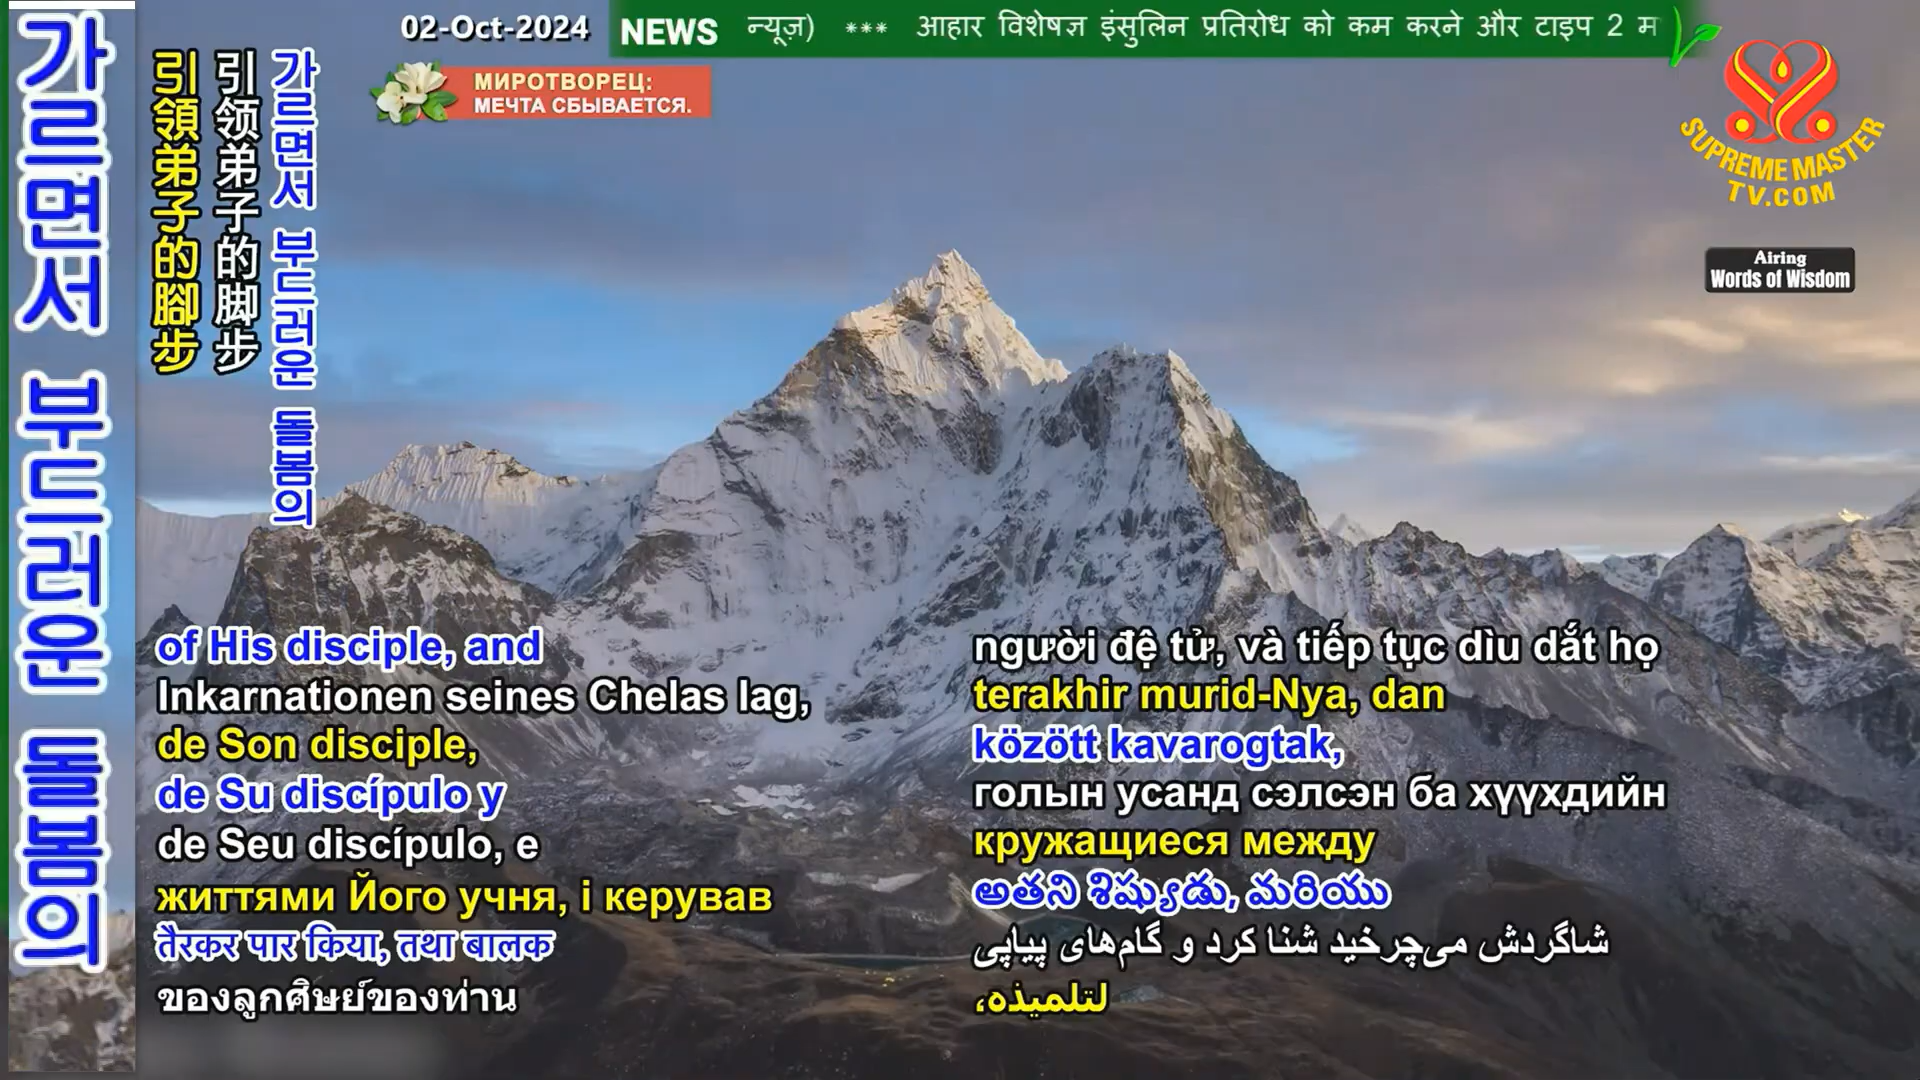 02-Oct-2024
NEWS
न्यूज़) *** आहार विशेषज्ञ इंसुलिन प्रतिरोध को कम करने और टाइप 2 म
МИРОТВОРЕЦ:
МЕЧТА СБЫВАЕТСЯ.
SUPREME MASTER
TV.COM
Airing
Words of Wisdom
가르면서 부드러운 돌봄의
引領弟子的腳步
引领弟子的脚步
가르면서 부드러운 돌봄의
of His disciple, and
Inkarnationen seines Chelas lag,
de Son disciple,
de Su discípulo y
de Seu discípulo, e
життями Його учня, і керував
तैरकर पार किया, तथा बालक
ของลูกศิษย์ของท่าน
người đệ tử, và tiếp tục dìu dắt họ
terakhir murid-Nya, dan
között kavarogtak,
голын усанд сэлсэн ба хүүхдийн
кружащиеся между
అతని శిష్యుడు, మరియు
شاگردش می‌چرخید شنا کرد و گام‌های پیاپی
لتلميذه،